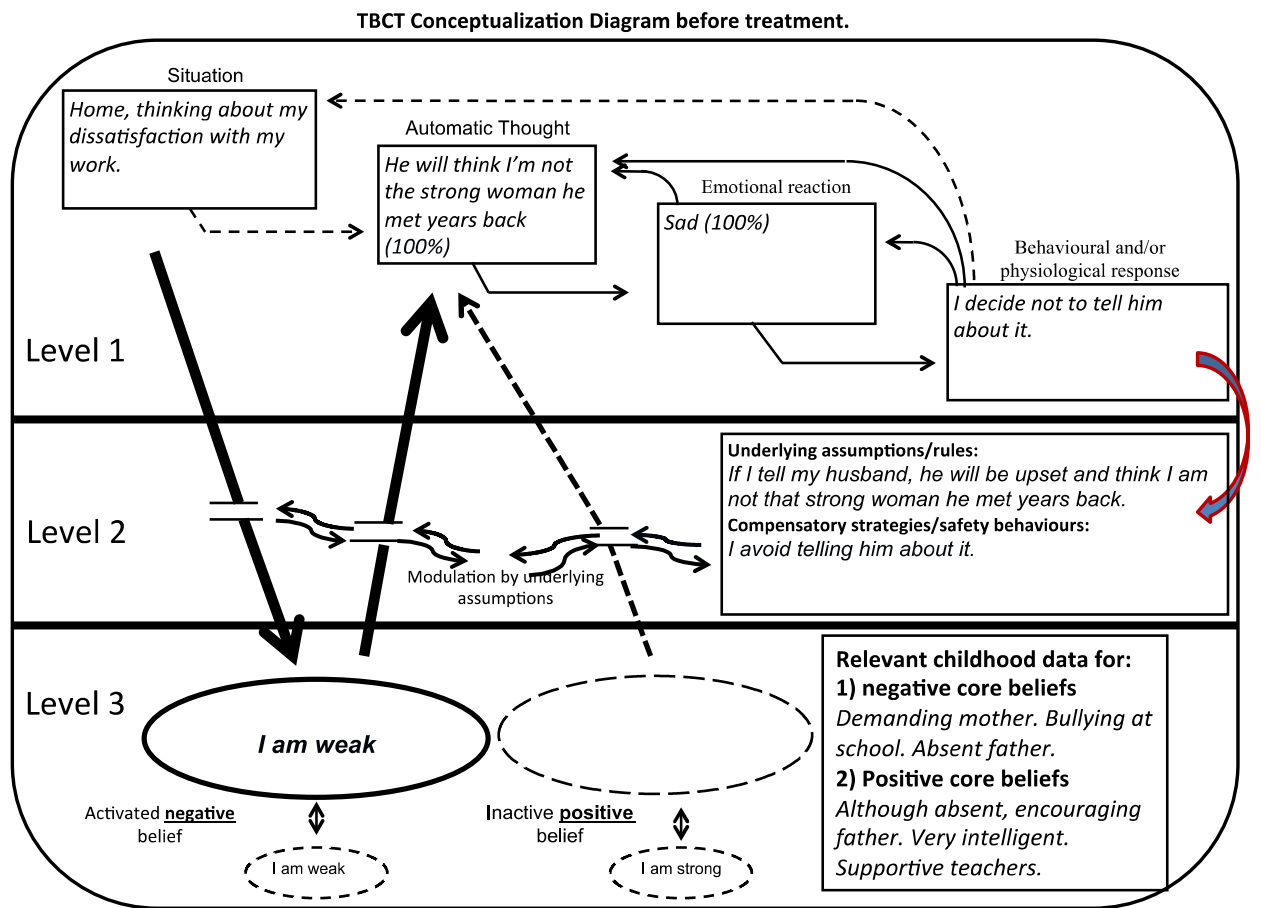 TBCT Conceptualization Diagram before treatment.
Situation
Home, thinking about my
dissatisfaction with my
work.
Automatic Thought
He will think I’m not
the strong woman he
met years back
(100%)
Emotional reaction
Sad (100%)
Behavioural and/or
physiological response
I decide not to tell him
about it.
Level 1
Level 2
Modulation by underlying
assumptions
Underlying assumptions/rules:
If I tell my husband, he will be upset and think I am
not that strong woman he met years back.
Compensatory strategies/safety behaviours:
I avoid telling him about it.
Level 3
I am weak
Activated negative
belief
I am weak
Inactive positive
belief
I am strong
Relevant childhood data for:
1) negative core beliefs
Demanding mother. Bullying at
school. Absent father.
2) Positive core beliefs
Although absent, encouraging
father. Very intelligent.
Supportive teachers.